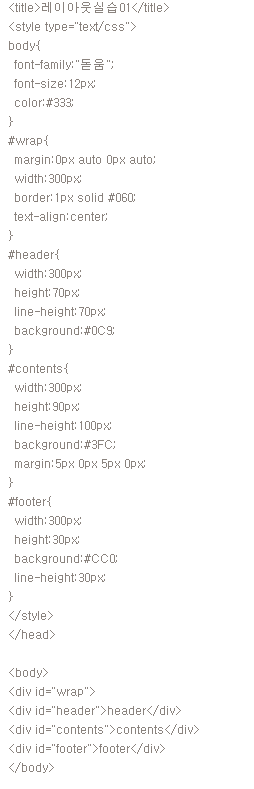 <title>레이아웃실습01</title>
<style type="text/css">
body{
font-family:"돋움";
font-size:12px;
color:#333;
}
#wrap{
margin:0px auto 0px auto;
width:300px;
border:1px solid #060;
text-align:center;
}
#header{
width:300px;
height:70px;
line-height:70px;
background:#0C9;
}
#contents{
width:300px;
height:90px;
line-height:100px;
background:#3FC;
margin:5px 0px 5px 0px;
}
#footer{
width:300px;
height:30px;
background:#CC0;
line-height:30px;
}
</style>
</head>

<body>
<div id="wrap">
<div id="header">header</div>
<div id="contents">contents</div>
<div id="footer">footer</div>
</body>